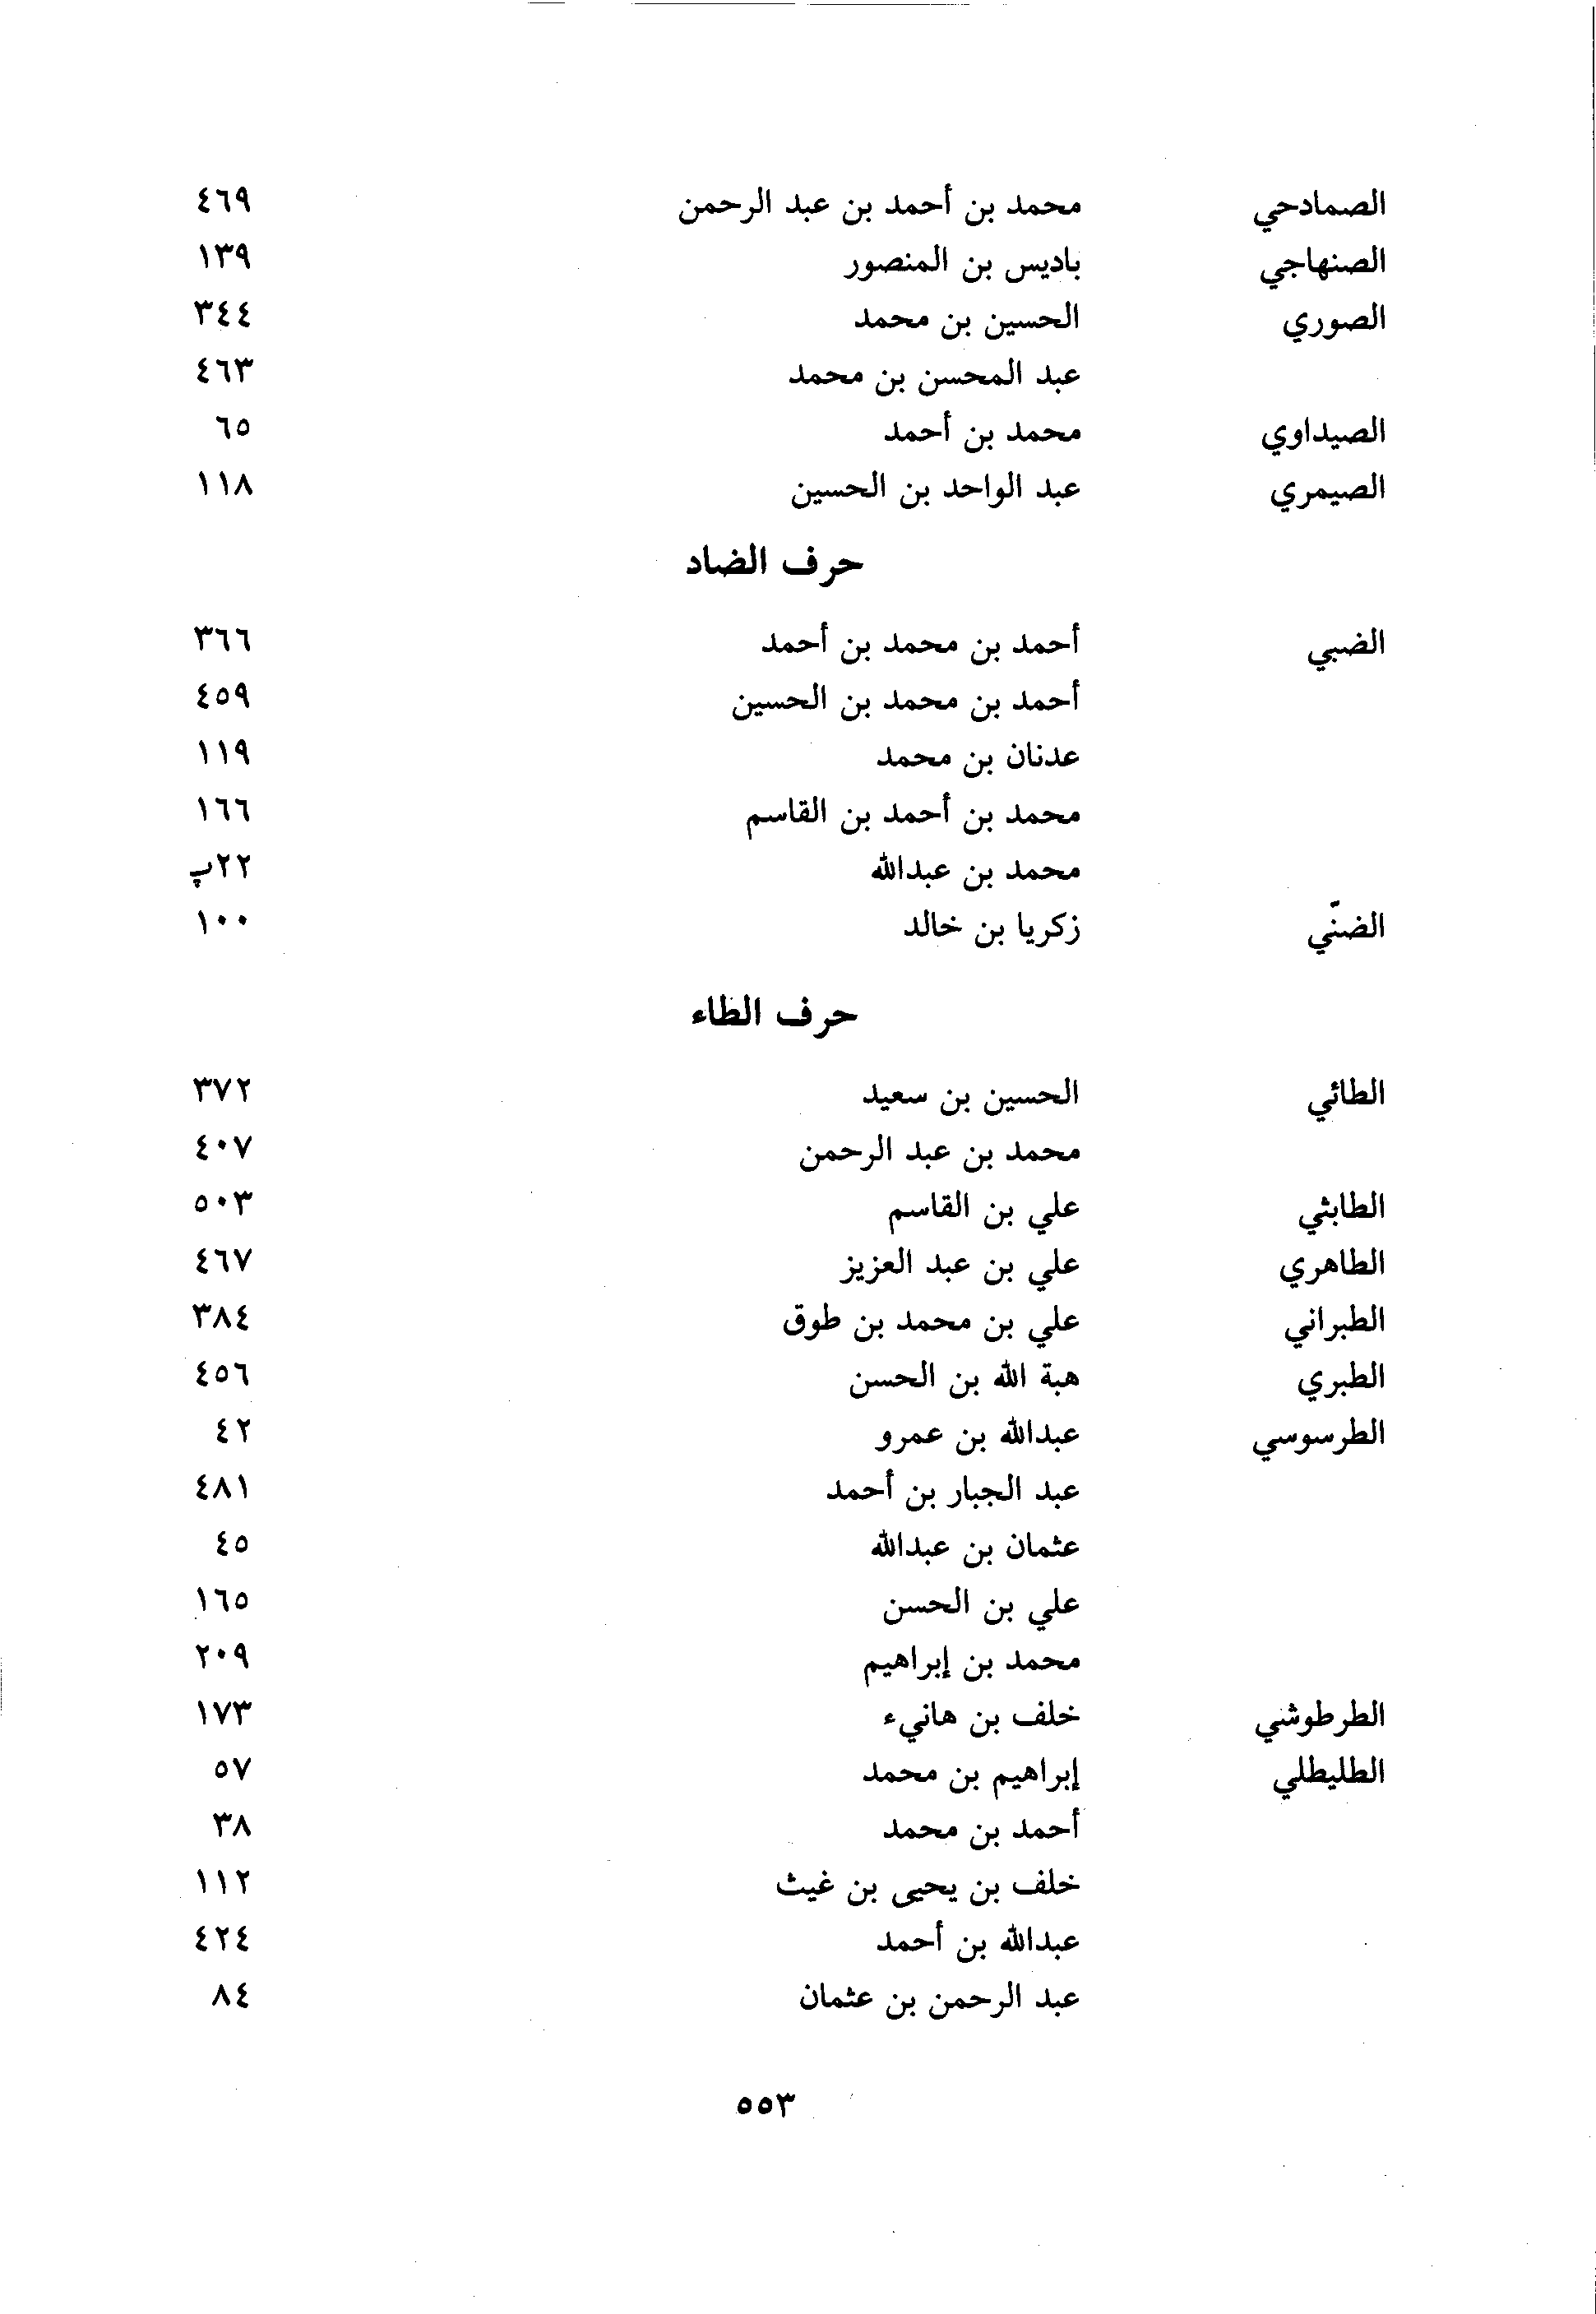 الصمادحي محمد بن أحمد بن عبد الرحمن ٤٦٩
الصنهاجي باديس بن المنصور ١٣٩
الصوري الحسين بن محمد ٣٤٤
عبد المحسن بن محمد ٤٦٣
الصيداوي محمد بن أحمد ٦٥
الصيمري عبد الواحد بن الحسين ١١٨
حرف الضاد
الضبي أحمد بن محمد بن أحمد ٣٦٦
أحمد بن محمد بن الحسين ٤٥٩
عدنان بن محمد ١١٩
محمد بن أحمد بن القاسم ١٦٦
محمد بن عبدالله ٢٢پ
الضنّي زكريا بن خالد ١٠٠
حرف الطاء
الطائي الحسين بن سعيد ٣٧٢
محمد بن عبد الرحمن ٤٠٧
الطابثي علي بن القاسم ٥٠٣
الطاهري علي بن عبد العزيز ٤٦٧
الطبراني علي بن محمد بن طوق ٣٨٤
الطبري هبة الله بن الحسن ٤٥٦
الطرسوسي عبدالله بن عمرو ٤٢
عبد الجبار بن أحمد ٤٨١
عثمان بن عبدالله ٤٥
علي بن الحسن ١٦٥
محمد بن إبراهيم ٢٠٩
الطرطوشي خلف بن هانيء ١٧٣
الطليطلي إبراهيم بن محمد ٥٧
أحمد بن محمد ٣٨
خلف بن يحيى بن غيث ١١٢
عبدالله بن أحمد ٤٢٤
عبد الرحمن بن عثمان ٨٤
٥٥٣